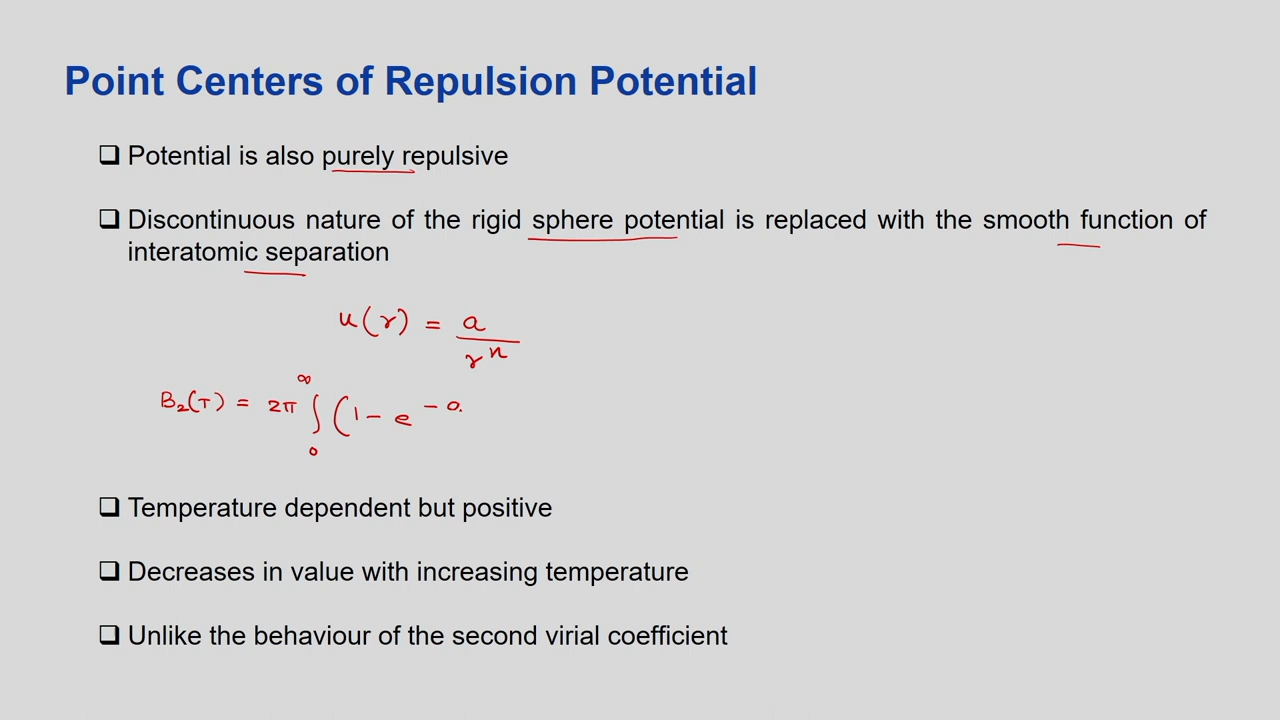 Point Centers of Repulsion Potential
❑ Potential is also purely repulsive
❑ Discontinuous nature of the rigid sphere potential is replaced with the smooth function of
interatomic separation
u(r) = a / r^n
B₂(T) = 2π ∫₀^∞ (1 - e^-a
❑ Temperature dependent but positive
❑ Decreases in value with increasing temperature
❑ Unlike the behaviour of the second virial coefficient